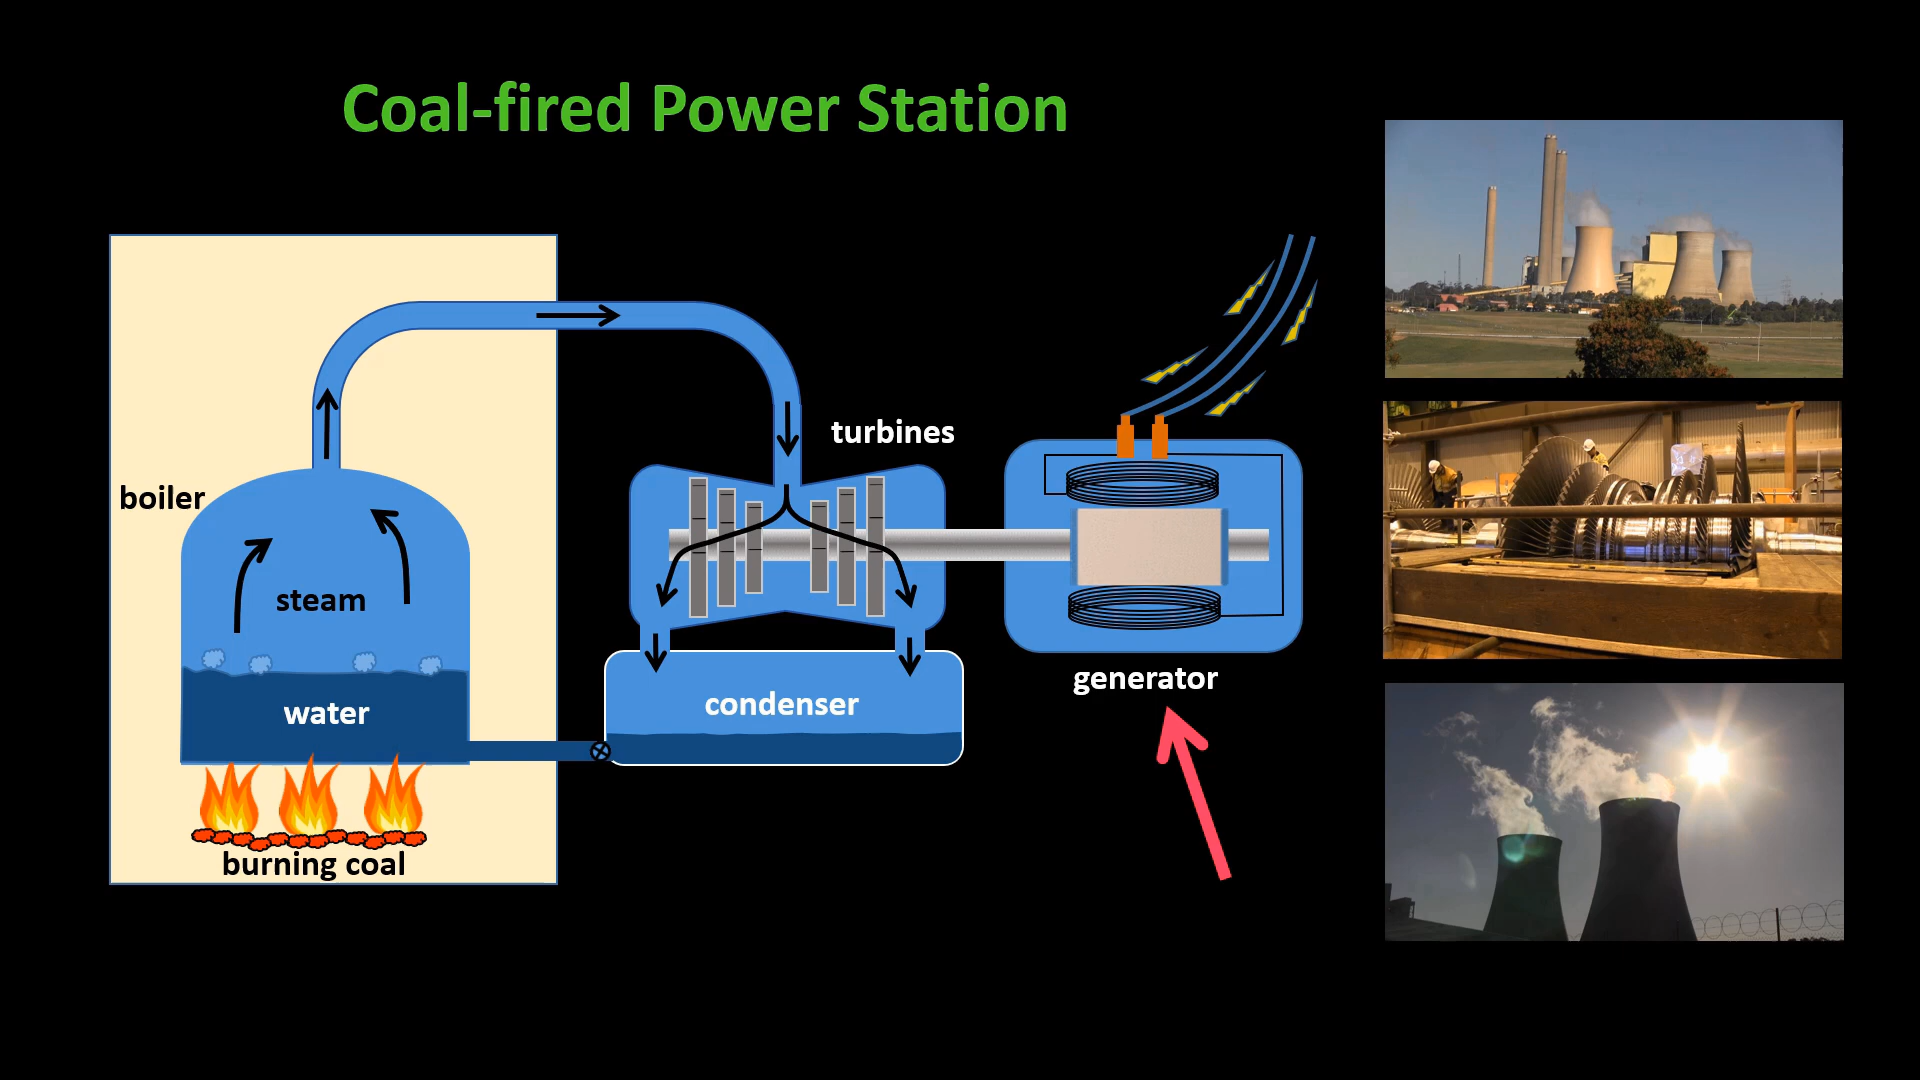 Coal-fired Power Station
turbines
boiler
steam
generator
water
condenser
burning coal